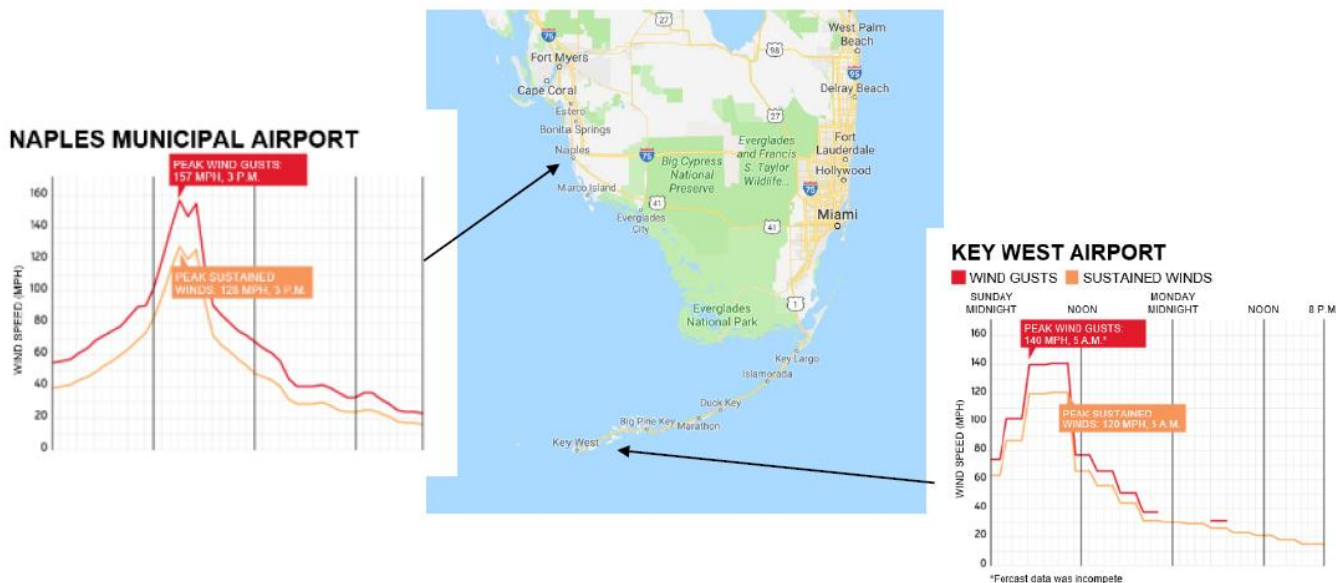 NAPLES MUNICIPAL AIRPORT
PEAK WIND GUSTS:
157 MPH, 3 P.M.
PEAK SUSTAINED
WINDS: 128 MPH, 3 P.M.
WIND SPEED (MPH)
160
140
120
100
80
60
40
20
0
27
75
98
West Palm
Beach
Fort Myers
95
Cape Coral
Delray Beach
Estero
27
Bonita Springs
Fort
Lauderdale
Naples
75
Big Cypress
National
Preserve
Everglades
and Francis
S. Taylor
Wildlife...
Hollywood
75
Marco Island
41
Everglades
City
41
Miami
1
Everglades
National Park
Key Largo
Islamorada
Duck Key
Big Pine Key
Marathon
Key West
KEY WEST AIRPORT
WIND GUSTS SUSTAINED WINDS
SUNDAY
MIDNIGHT
NOON
MONDAY
MIDNIGHT
NOON
8 P.M.
PEAK WIND GUSTS:
140 MPH, 5 A.M.*
PEAK SUSTAINED
WINDS: 120 MPH, 5 A.M.
WIND SPEED (MPH)
160
140
120
100
80
60
40
20
0
*Fercast data was incompete